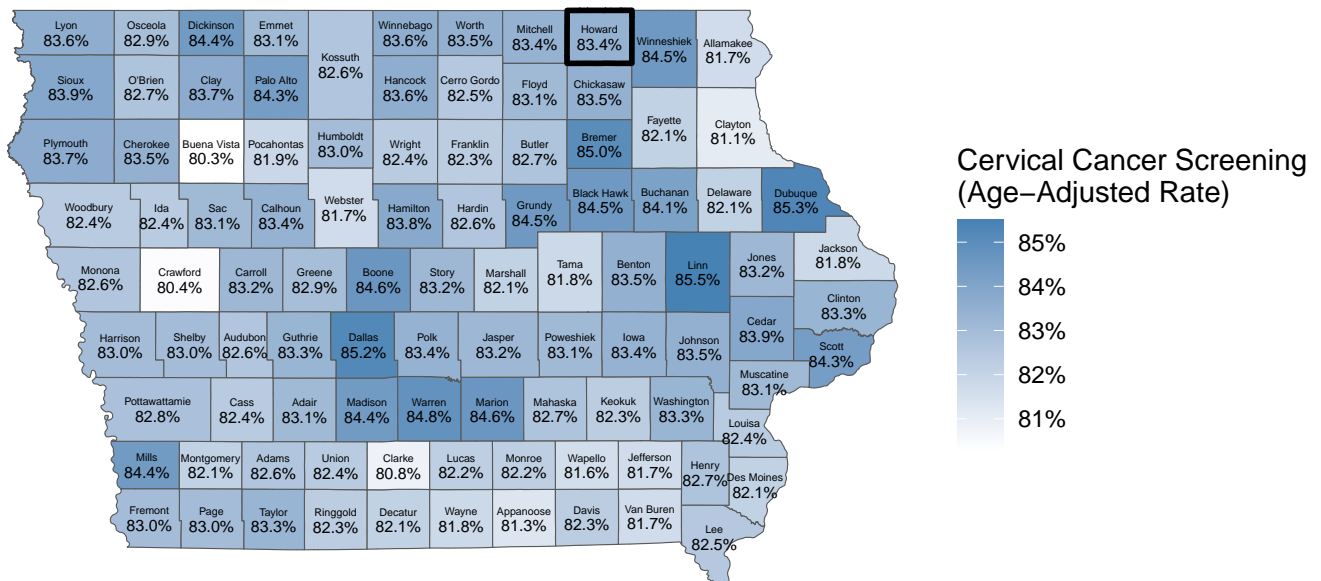 Lyon
83.6%
Osceola
82.9%
Dickinson
84.4%
Emmet
83.1%
Kossuth
82.6%
Winnebago
83.6%
Worth
83.5%
Mitchell
83.4%
Howard
83.4%
Winneshiek
84.5%
Allamakee
81.7%
Sioux
83.9%
O'Brien
82.7%
Clay
83.7%
Palo Alto
84.3%
Hancock
83.6%
Cerro Gordo
82.5%
Floyd
83.1%
Chickasaw
83.5%
Plymouth
83.7%
Cherokee
83.5%
Buena Vista
80.3%
Pocahontas
81.9%
Humboldt
83.0%
Wright
82.4%
Franklin
82.3%
Butler
82.7%
Bremer
85.0%
Fayette
82.1%
Clayton
81.1%
Woodbury
82.4%
Ida
82.4%
Sac
83.1%
Calhoun
83.4%
Webster
81.7%
Hamilton
83.8%
Hardin
82.6%
Grundy
84.5%
Black Hawk
84.5%
Buchanan
84.1%
Delaware
82.1%
Dubuque
85.3%
Monona
82.6%
Crawford
80.4%
Carroll
83.2%
Greene
82.9%
Boone
84.6%
Story
83.2%
Marshall
82.1%
Tama
81.8%
Benton
83.5%
Linn
85.5%
Jones
83.2%
Jackson
81.8%
Clinton
83.3%
Harrison
83.0%
Shelby
83.0%
Audubon
82.6%
Guthrie
83.3%
Dallas
85.2%
Polk
83.4%
Jasper
83.2%
Poweshiek
83.1%
Iowa
83.4%
Johnson
83.5%
Cedar
83.9%
Scott
84.3%
Muscatine
83.1%
Pottawattamie
82.8%
Cass
82.4%
Adair
83.1%
Madison
84.4%
Warren
84.8%
Marion
84.6%
Mahaska
82.7%
Keokuk
82.3%
Washington
83.3%
Louisa
82.4%
Mills
84.4%
Montgomery
82.1%
Adams
82.6%
Union
82.4%
Clarke
80.8%
Lucas
82.2%
Monroe
82.2%
Wapello
81.6%
Jefferson
81.7%
Henry
82.7%
Des Moines
82.1%
Fremont
83.0%
Page
83.0%
Taylor
83.3%
Ringgold
82.3%
Decatur
82.1%
Wayne
81.8%
Appanoose
81.3%
Davis
82.3%
Van Buren
81.7%
Lee
82.5%
Cervical Cancer Screening
(Age−Adjusted Rate)
85%
84%
83%
82%
81%